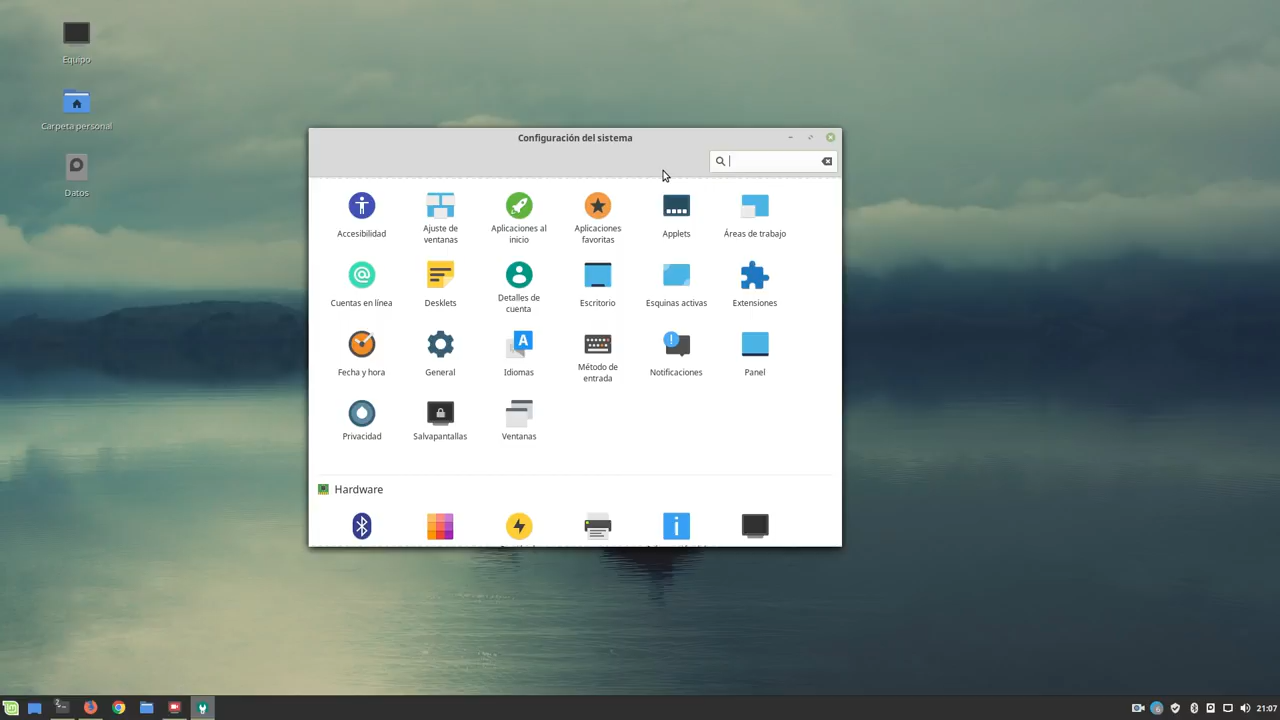 Equipo
Carpeta personal
Datos
Configuración del sistema
Accesibilidad
Ajuste de
ventanas
Aplicaciones al
inicio
Aplicaciones
favoritas
Applets
Áreas de trabajo
Cuentas en línea
Desklets
Detalles de
cuenta
Escritorio
Esquinas activas
Extensiones
Fecha y hora
General
Idiomas
Método de
entrada
Notificaciones
Panel
Privacidad
Salvapantallas
Ventanas
Hardware
2
21:07